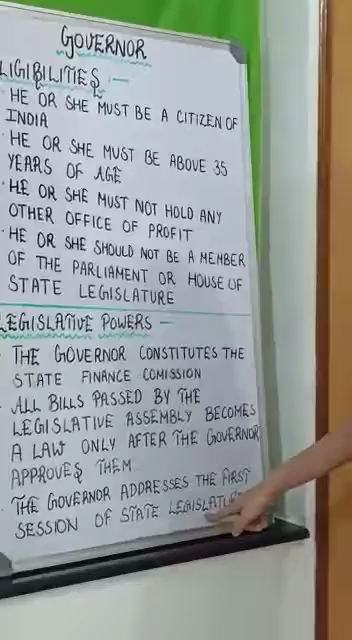 GOVERNOR
LIGIBILITIES :-
· HE OR SHE MUST BE A CITIZEN OF
INDIA
· HE OR SHE MUST BE ABOVE 35
YEARS OF AGE
· HE OR SHE MUST NOT HOLD ANY
OTHER OFFICE OF PROFIT
· HE OR SHE SHOULD NOT BE A MEMBER
OF THE PARLIAMENT OR HOUSE OF
STATE LEGISLATURE
LEGISLATIVE POWERS -
· THE GOVERNOR CONSTITUTES THE
STATE FINANCE COMISSION
· ALL BILLS PASSED BY THE
LEGISLATIVE ASSEMBLY BECOMES
A LAW ONLY AFTER THE GOVERNOR
APPROVES THEM
· THE GOVERNOR ADDRESSES THE FIRST
SESSION OF STATE LEGISLATU